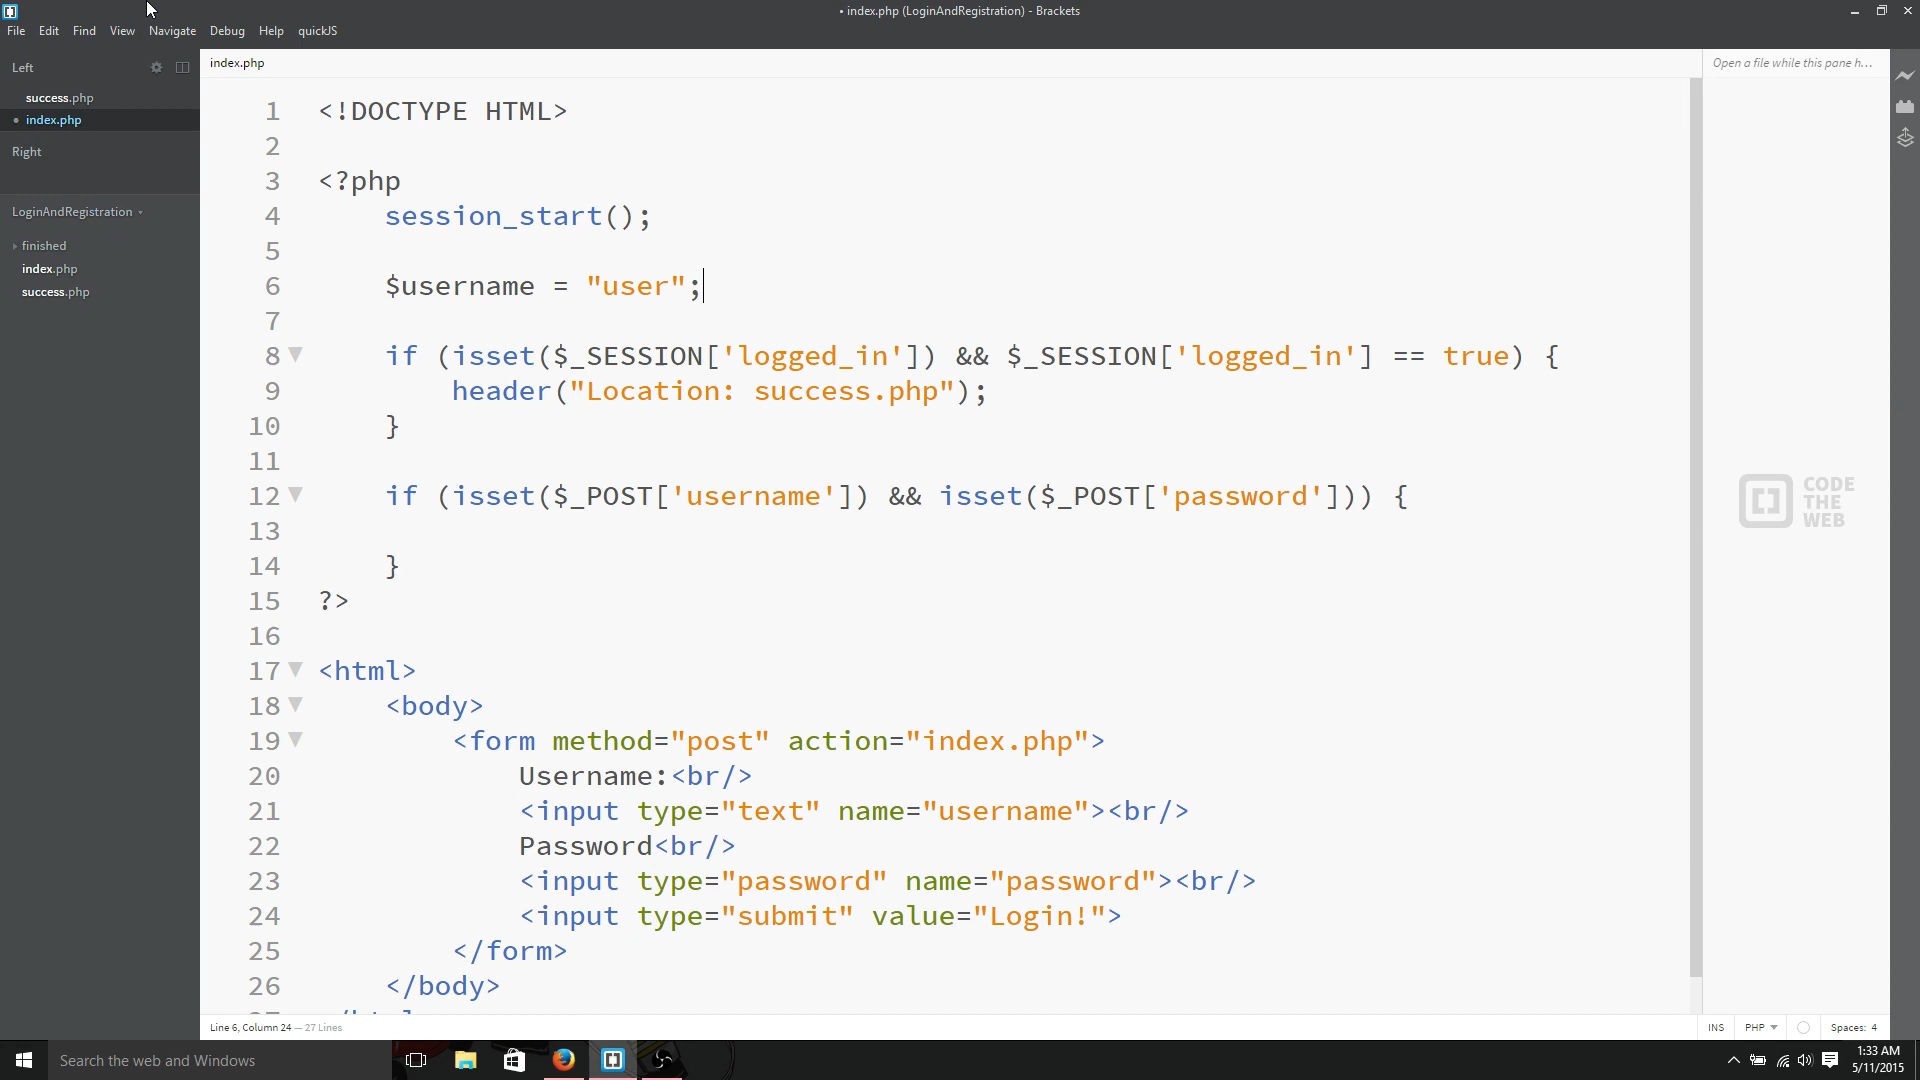 • index.php (LoginAndRegistration) - Brackets
File Edit Find View Navigate Debug Help quickJS
Left
success.php
• index.php
Right
LoginAndRegistration
finished
index.php
success.php
index.php
Open a file while this pane h...
1 <!DOCTYPE HTML>
2
3 <?php
4 session_start();
5
6 $username = "user";
7
8 if (isset($_SESSION['logged_in']) && $_SESSION['logged_in'] == true) {
9 header("Location: success.php");
10 }
11
12 if (isset($_POST['username']) && isset($_POST['password'])) {
13
14 }
15 ?>
16
17 <html>
18 <body>
19 <form method="post" action="index.php">
20 Username:<br/>
21 <input type="text" name="username"><br/>
22 Password<br/>
23 <input type="password" name="password"><br/>
24 <input type="submit" value="Login!">
25 </form>
26 </body>
CODE
THE
WEB
Line 6, Column 24 — 27 Lines
INS PHP Spaces: 4
Search the web and Windows
1:33 AM
5/11/2015